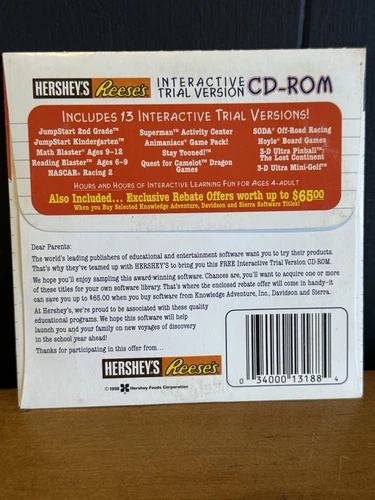 HERSHEY'S Reese's INTERACTIVE TRIAL VERSION CD-ROM
INCLUDES 13 INTERACTIVE TRIAL VERSIONS!
JumpStart 2nd Grade™
JumpStart Kindergarten™
Math Blaster® Ages 9-12
Reading Blaster™ Ages 6-9
NASCAR® Racing 2
Superman™ Activity Center
Animaniacs® Game Pack!
Stay Tooned!™
Quest for Camelot™ Dragon
Games
SODA® Off-Road Racing
Hoyle® Board Games
3-D Ultra Pinball™:
The Lost Continent
3-D Ultra Mini-Golf™
HOURS AND HOURS OF INTERACTIVE LEARNING FUN FOR AGES 4-ADULT
Also Included... Exclusive Rebate Offers worth up to $65.00
When you Buy Selected Knowledge Adventure, Davidson and Sierra Software Titles!
Dear Parents:
The world's leading publishers of educational and entertainment software want you to try their products.
That's why they've teamed up with HERSHEY'S to bring you this FREE Interactive Trial Version CD-ROM.
We hope you'll enjoy sampling this award-winning software. Chances are, you'll want to acquire one or more
of these titles for your own software library. That's where the enclosed rebate offer will come in handy-it
can save you up to $65.00 when you buy software from Knowledge Adventure, Inc., Davidson and Sierra.
At Hershey's, we're proud to be associated with these quality
educational programs. We hope this software will help
launch you and your family on new voyages of discovery
in the school year ahead!
Thanks for participating in this offer from...
HERSHEY'S Reese's
©1998 Hershey Foods Corporation
0 34000 13188 4